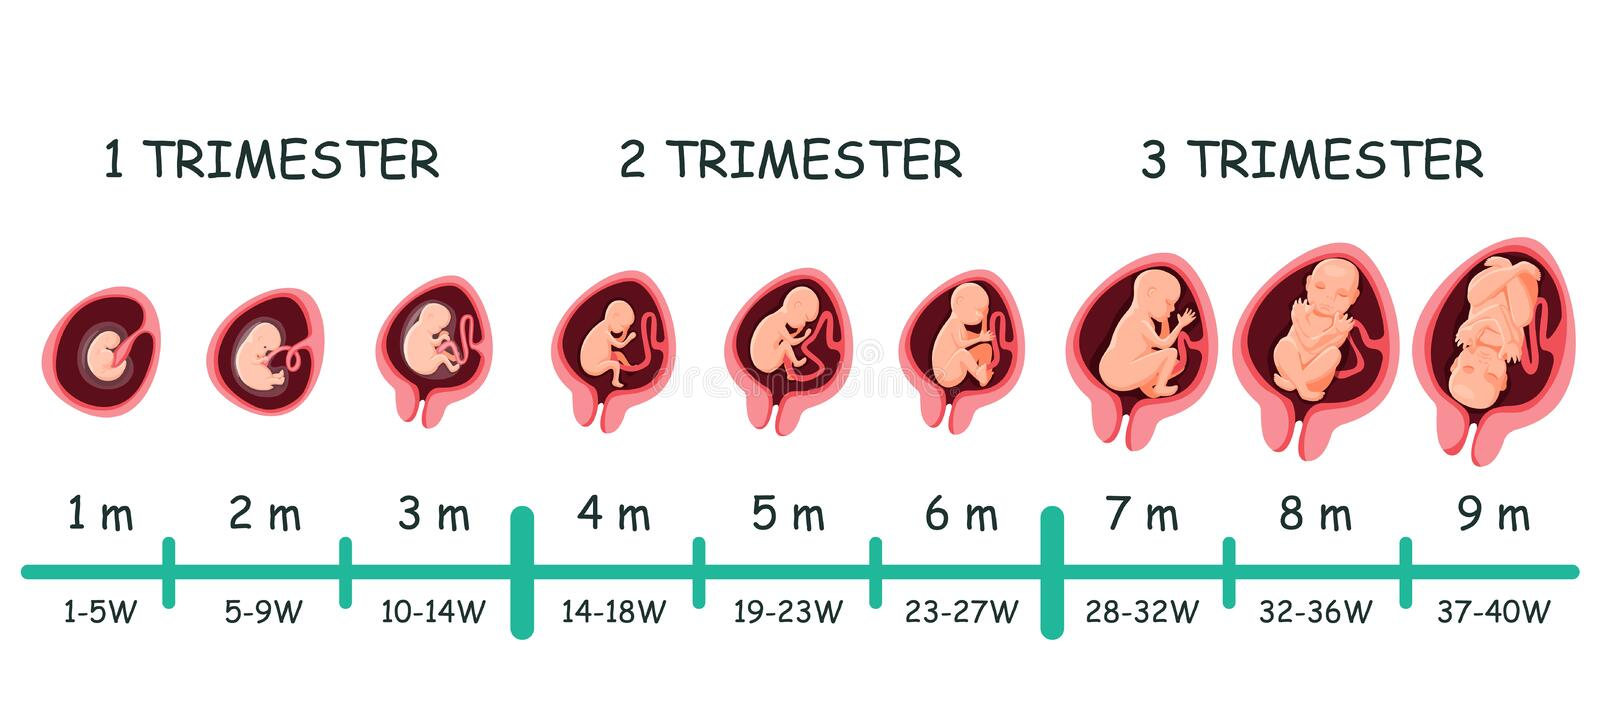 1 TRIMESTER 2 TRIMESTER 3 TRIMESTER
dreamstime
1 m 2 m 3 m 4 m 5 m 6 m 7 m 8 m 9 m
1-5W 5-9W 10-14W 14-18W 19-23W 23-27W 28-32W 32-36W 37-40W